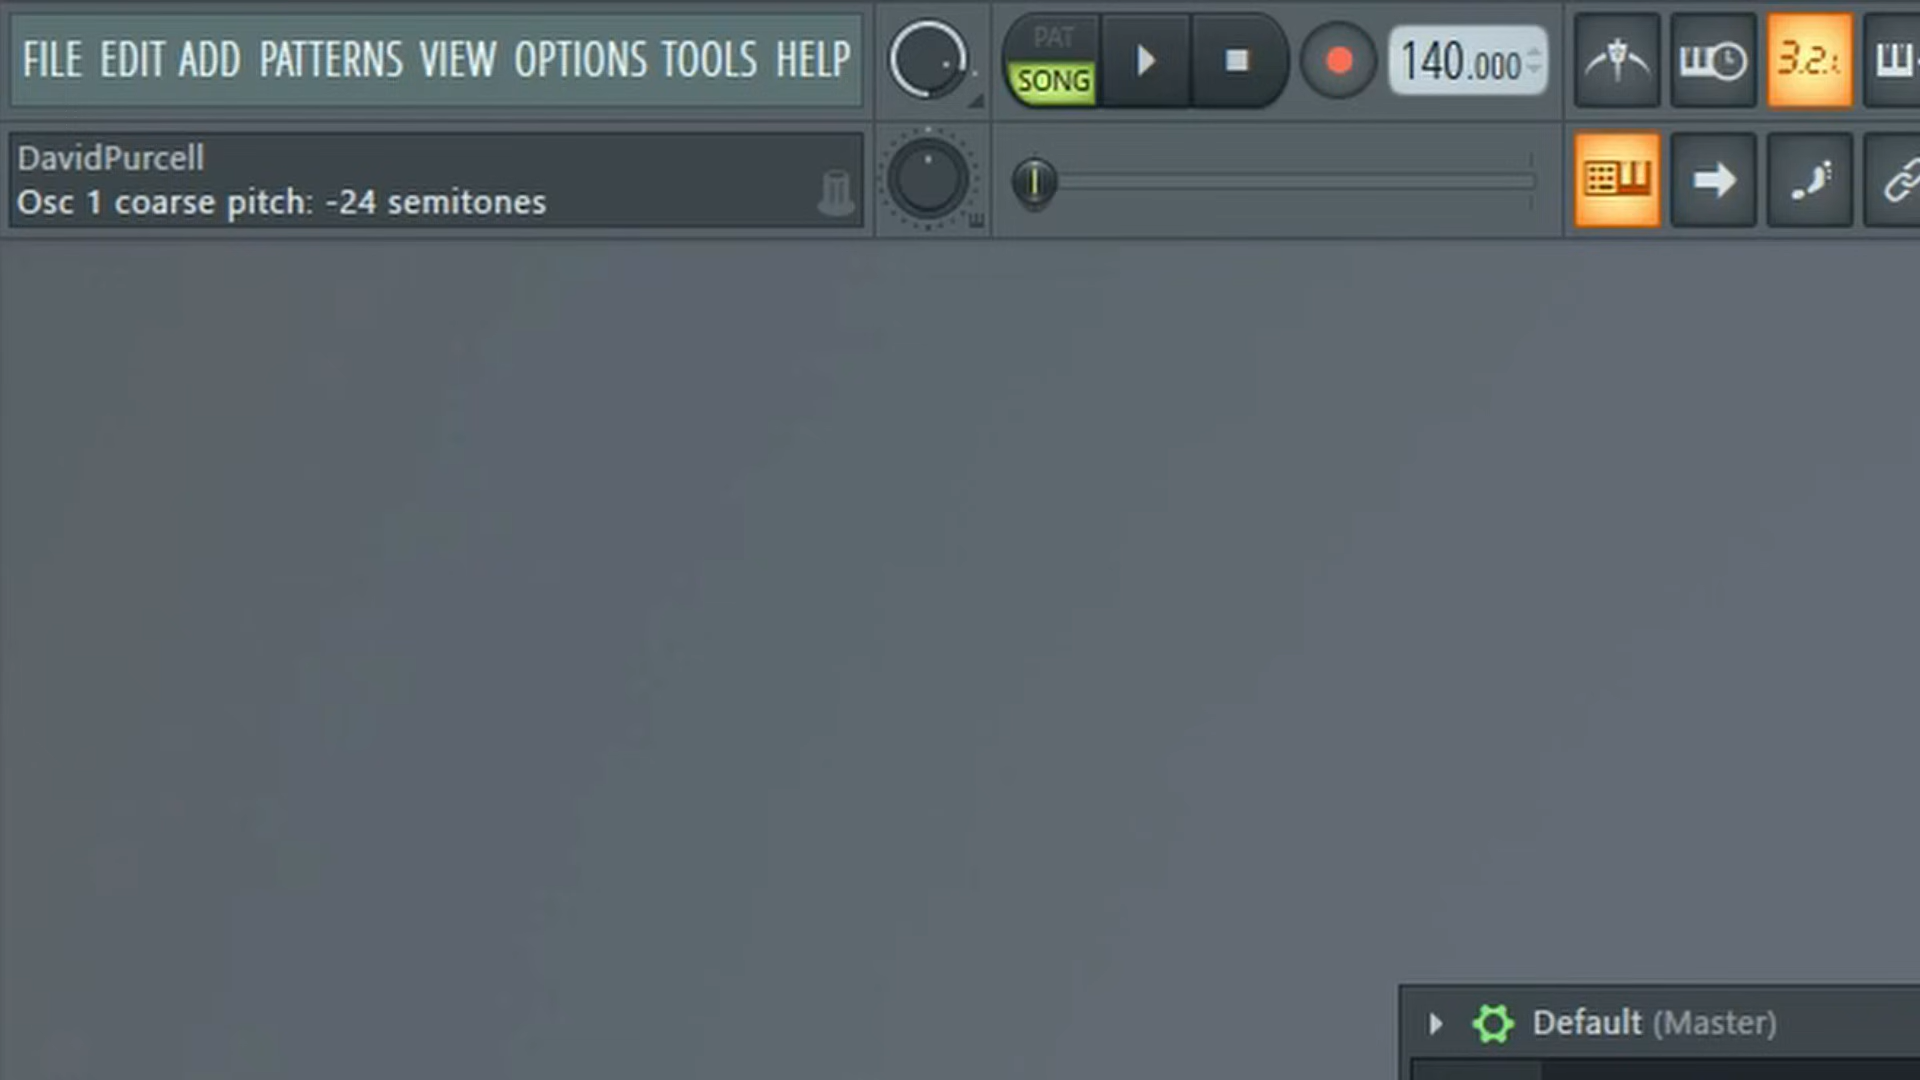 FILE EDIT ADD PATTERNS VIEW OPTIONS TOOLS HELP
PAT
SONG
140.000
3.2.1
DavidPurcell
Osc 1 coarse pitch: -24 semitones
Default (Master)